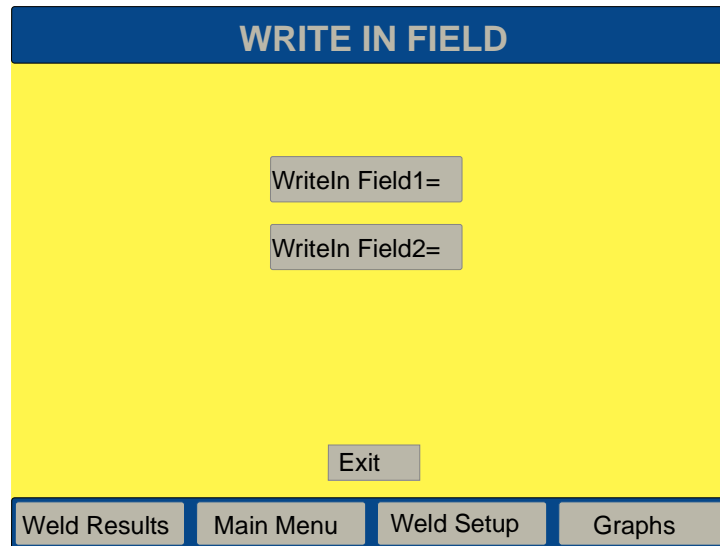 WRITE IN FIELD
WriteIn Field1=
WriteIn Field2=
Exit
Weld Results Main Menu Weld Setup Graphs